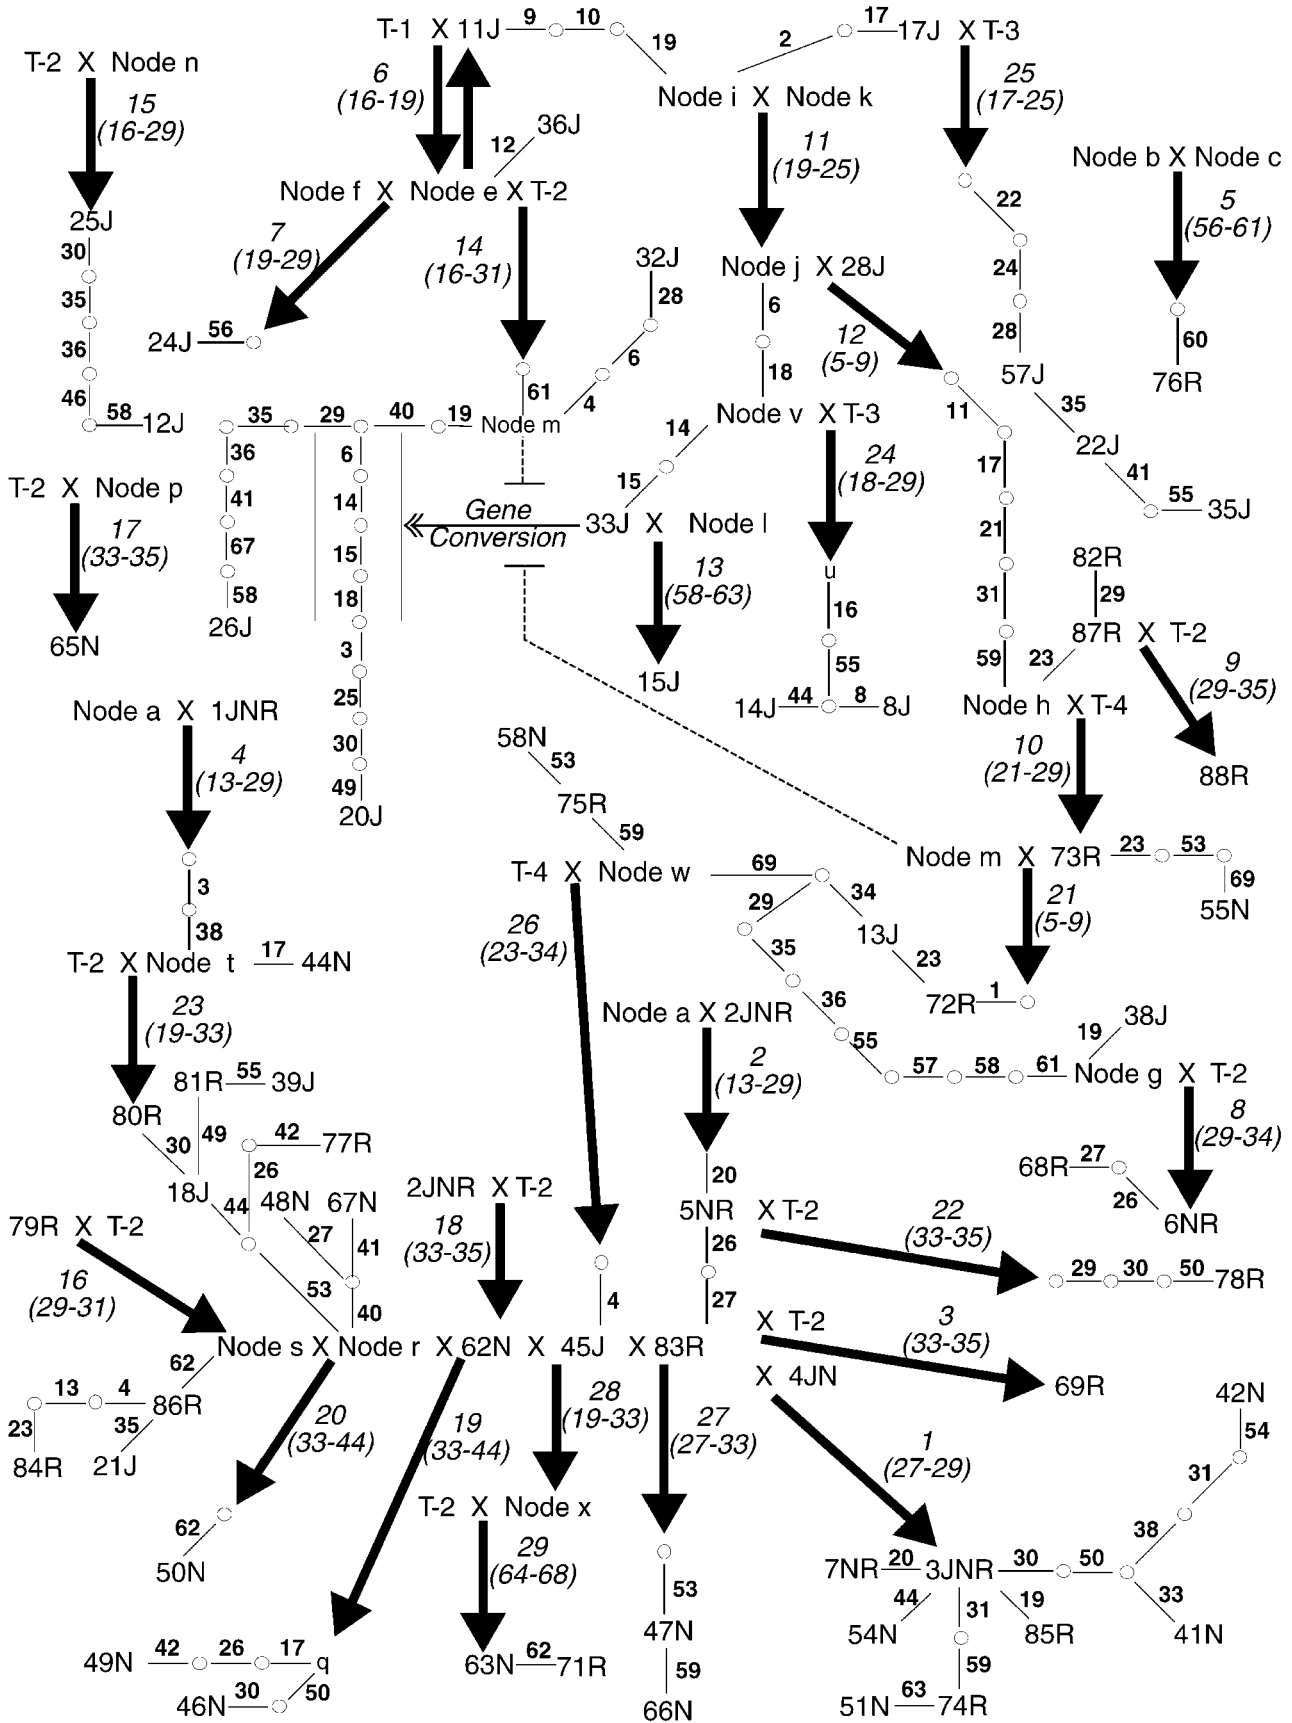 T-1 X 11J 9 10 19 2 17 17J X T-3
T-2 X Node n
15
(16-29)
6
(16-19)
Node i X Node k
25
(17-25)
12 36J
11
(19-25)
Node b X Node c
5
(56-61)
Node f X Node e X T-2
25J
7
(19-29)
14
(16-31)
32J
28
Node j X 28J
22
24
28
30
35
36
46
58 12J
24J 56
6
4
61
6
18
12
(5-9)
57J
60
76R
35 29 40 19 Node m
Node v X T-3
11
35
22J
14
15
24
(18-29)
17
41
55 35J
T-2 X Node p
17
(33-35)
65N
36
41
67
58
26J
6
14
15
18
3
25
30
49
20J
Gene
Conversion
33J X Node l
13
(58-63)
15J
u
16
55
14J 44 8 8J
21
31
59
82R
29
87R X T-2
23
9
(29-35)
88R
Node a X 1JNR
4
(13-29)
3
38
Node h X T-4
10
(21-29)
58N
53
75R
59
T-4 X Node w 69
Node m X 73R 23 53
69
55N
29
34
13J
23
72R 1
21
(5-9)
26
(23-34)
35
36
55
57 58 61 Node g X T-2
19 38J
8
(29-34)
T-2 X Node t 17 44N
23
(19-33)
80R
Node a X 2JNR
2
(13-29)
20
81R 55 39J
49
30
18J
42 77R
26
44
48N 67N
27
41
53
40
68R 27
26
6NR
2JNR X T-2
18
(33-35)
5NR X T-2
22
(33-35)
29 30 50 78R
26
27
79R X T-2
16
(29-31)
4
X T-2
3
(33-35)
69R
Node s X Node r X 62N X 45J X 83R
X 4JN
1
(27-29)
62
13 4 86R
23
35
84R 21J
20
(33-44)
62
50N
19
(33-44)
28
(19-33)
27
(27-33)
T-2 X Node x
29
(64-68)
63N 62 71R
53
47N
59
66N
42N
54
31
38
33
41N
7NR 20 3JNR 30 50
44
54N
31
19
85R
59
51N 63 74R
49N 42 26 17 q
46N 30 50